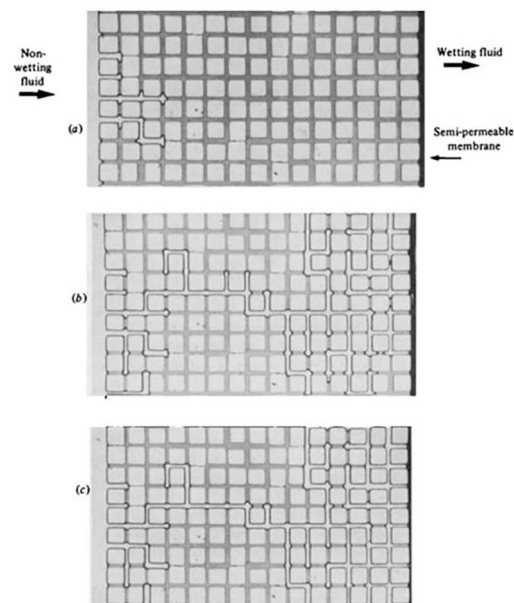 Non-
wetting
fluid
Wetting fluid
(a)
Semi-permeable
membrane
(b)
(c)